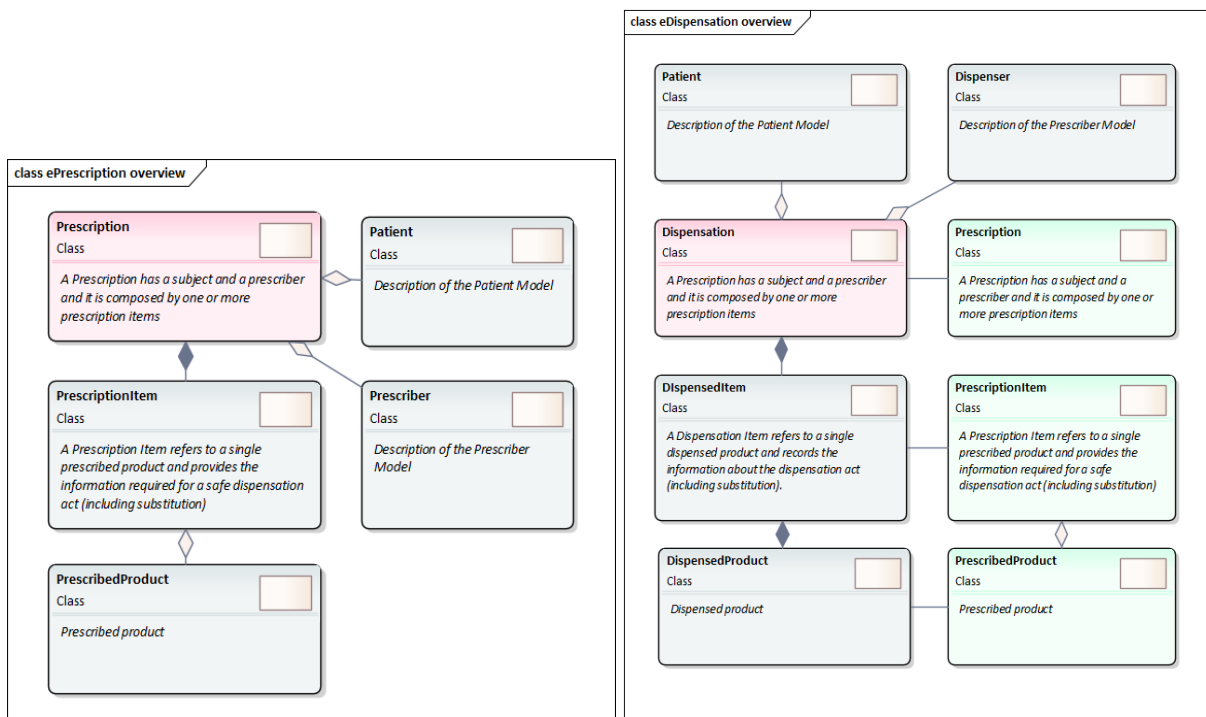 class ePrescription overview
Prescription
Class
A Prescription has a subject and a prescriber
and it is composed by one or more
prescription items
Patient
Class
Description of the Patient Model
PrescriptionItem
Class
A Prescription Item refers to a single
prescribed product and provides the
information required for a safe dispensation
act (including substitution)
Prescriber
Class
Description of the Prescriber
Model
PrescribedProduct
Class
Prescribed product
class eDispensation overview
Patient
Class
Description of the Patient Model
Dispenser
Class
Description of the Prescriber Model
Dispensation
Class
A Prescription has a subject and a prescriber
and it is composed by one or more
prescription items
Prescription
Class
A Prescription has a subject and a
prescriber and it is composed by one or
more prescription items
DIspensedItem
Class
A Dispensation Item refers to a single
dispensed product and records the
information about the dispensation act
(including substitution).
PrescriptionItem
Class
A Prescription Item refers to a single
prescribed product and provides the
information required for a safe
dispensation act (including substitution)
DispensedProduct
Class
Dispensed product
PrescribedProduct
Class
Prescribed product